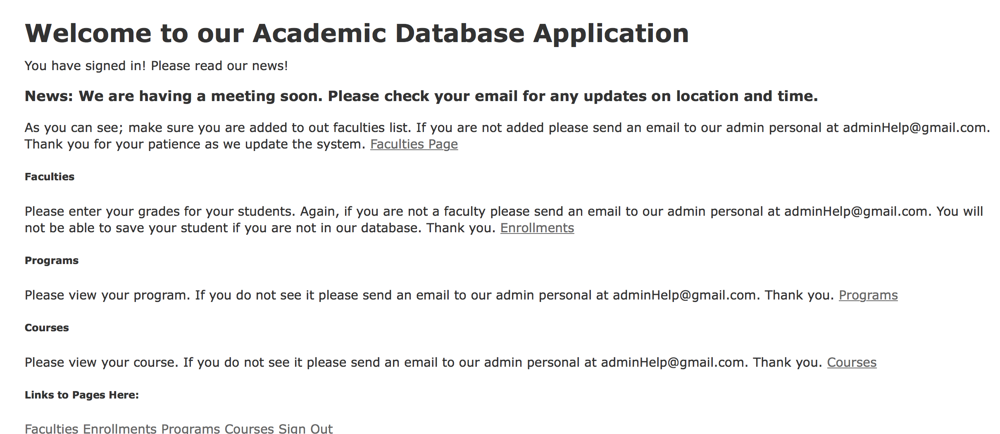 Welcome to our Academic Database Application
You have signed in! Please read our news!
News: We are having a meeting soon. Please check your email for any updates on location and time.
As you can see; make sure you are added to out faculties list. If you are not added please send an email to our admin personal at adminHelp@gmail.com.
Thank you for your patience as we update the system. Faculties Page
Faculties
Please enter your grades for your students. Again, if you are not a faculty please send an email to our admin personal at adminHelp@gmail.com. You will
not be able to save your student if you are not in our database. Thank you. Enrollments
Programs
Please view your program. If you do not see it please send an email to our admin personal at adminHelp@gmail.com. Thank you. Programs
Courses
Please view your course. If you do not see it please send an email to our admin personal at adminHelp@gmail.com. Thank you. Courses
Links to Pages Here:
Faculties Enrollments Programs Courses Sign Out